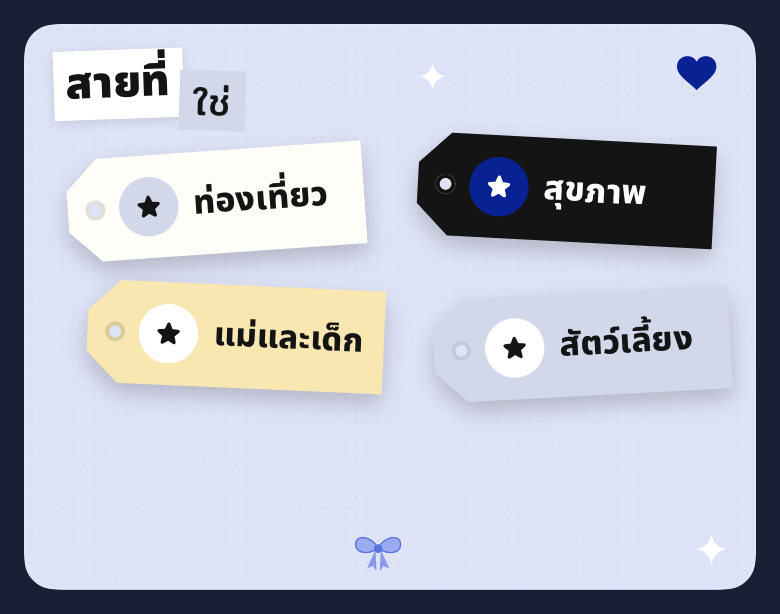 สายที่
ใช่
ท่องเที่ยว
สุขภาพ
แม่และเด็ก
สัตว์เลี้ยง